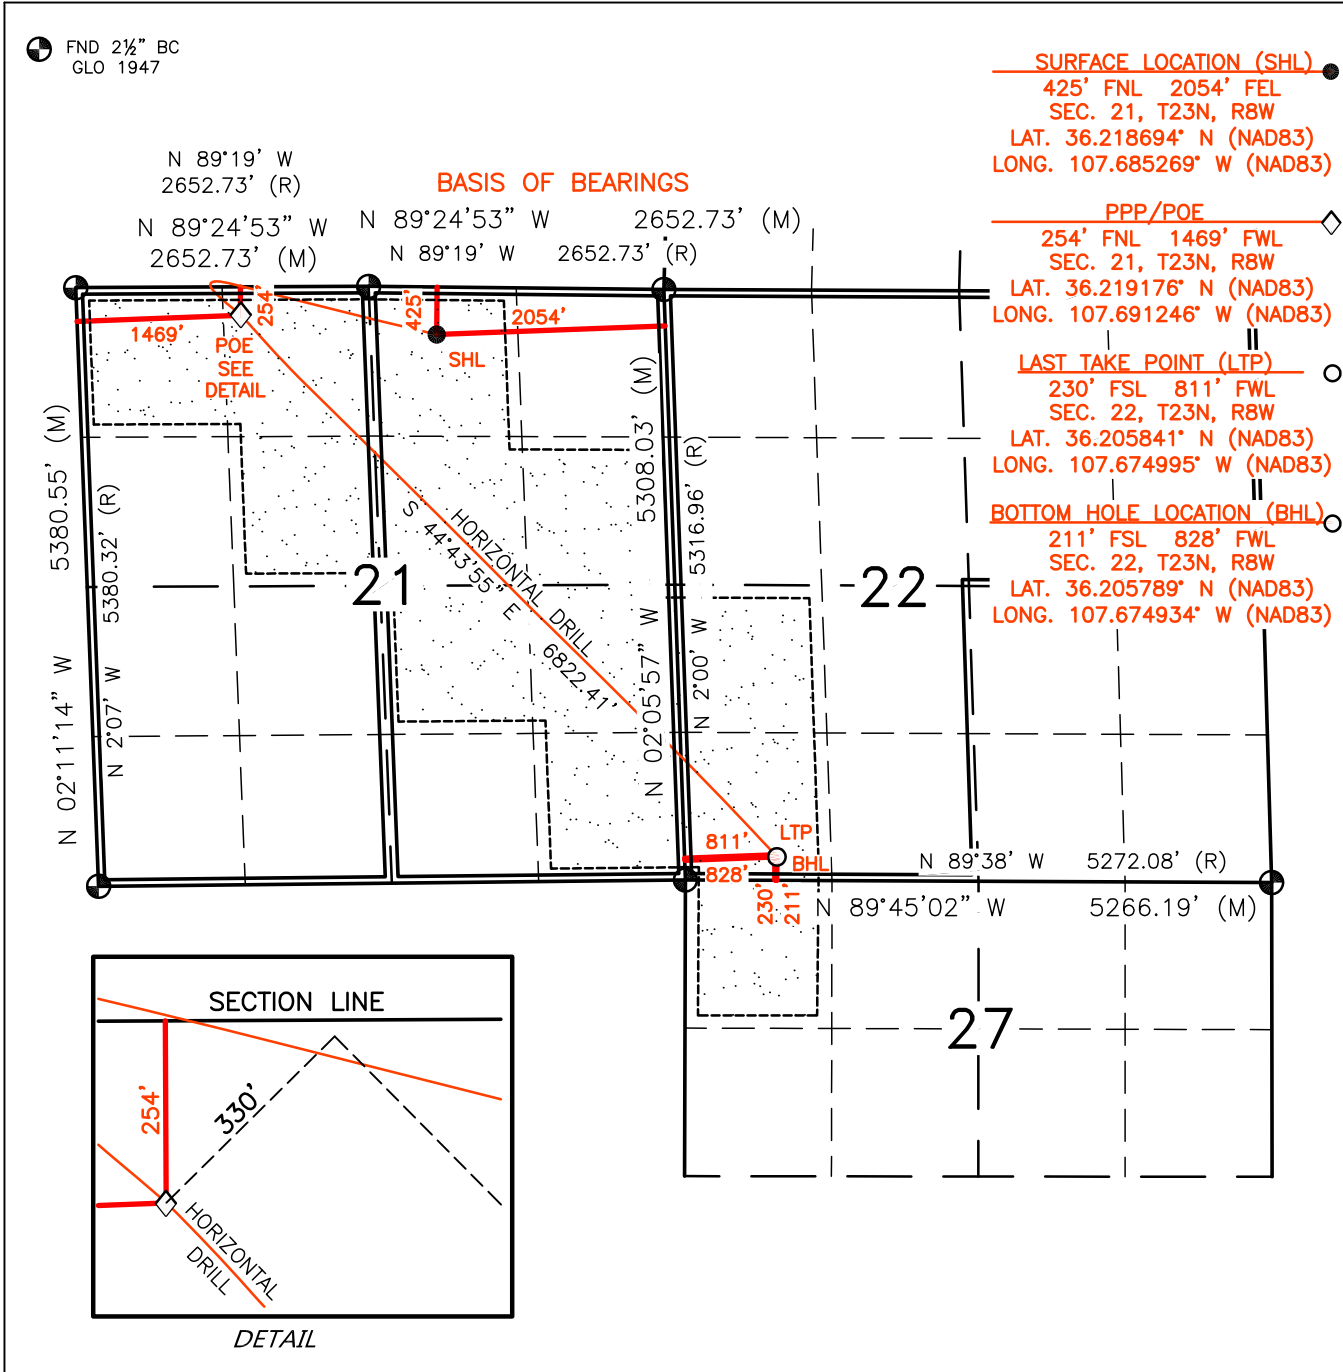 FND 2½” BC
GLO 1947
SURFACE LOCATION (SHL)
425' FNL 2054' FEL
SEC. 21, T23N, R8W
LAT. 36.218694° N (NAD83)
LONG. 107.685269° W (NAD83)
PPP/POE
254' FNL 1469' FWL
SEC. 21, T23N, R8W
LAT. 36.219176° N (NAD83)
LONG. 107.691246° W (NAD83)
LAST TAKE POINT (LTP)
230' FSL 811' FWL
SEC. 22, T23N, R8W
LAT. 36.205841° N (NAD83)
LONG. 107.674995° W (NAD83)
BOTTOM HOLE LOCATION (BHL)
211' FSL 828' FWL
SEC. 22, T23N, R8W
LAT. 36.205789° N (NAD83)
LONG. 107.674934° W (NAD83)
N 89°19' W
2652.73' (R)
N 89°24'53” W
2652.73' (M)
BASIS OF BEARINGS
N 89°24'53” W 2652.73' (M)
N 89°19' W 2652.73' (R)
254'
425'
1469'
2054'
POE
SEE
DETAIL
SHL
N 02°11'14” W 5380.55' (M)
N 2°07' W 5380.32' (R)
21
HORIZONTAL DRILL
S 44°43'55” E 6822.41'
N 02°05'57” W 5308.03' (M)
N 2°00' W 5316.96' (R)
22
811'
LTP
828'
BHL
230'
211'
N 89°38' W 5272.08' (R)
N 89°45'02” W 5266.19' (M)
27
SECTION LINE
254'
330'
HORIZONTAL
DRILL
DETAIL